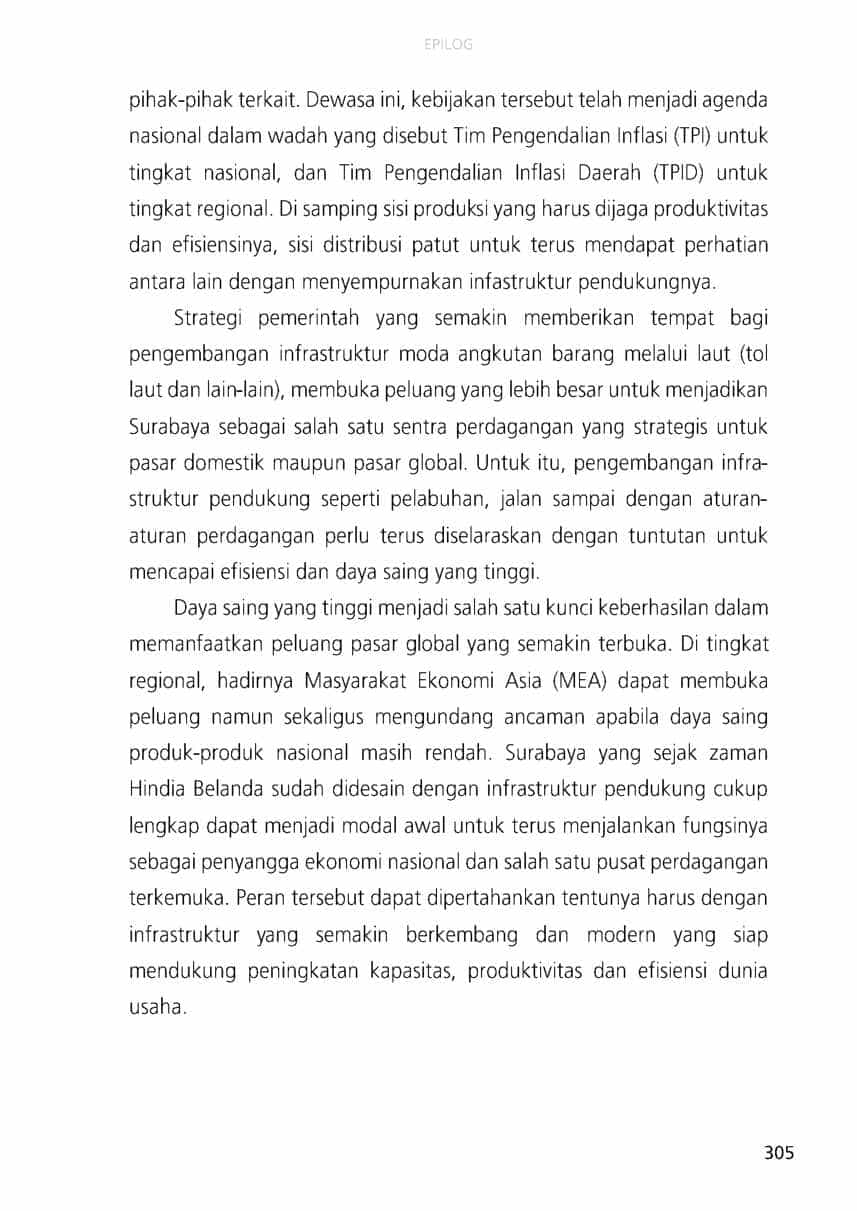 EPILOG
pihak-pihak terkait. Dewasa ini, kebijakan tersebut telah menjadi agenda
nasional dalam wadah yang disebut Tim Pengendalian Inflasi (TPI) untuk
tingkat nasional, dan Tim Pengendalian Inflasi Daerah (TPID) untuk
tingkat regional. Di samping sisi produksi yang harus dijaga produktivitas
dan efisiensinya, sisi distribusi patut untuk terus mendapat perhatian
antara lain dengan menyempurnakan infastruktur pendukungnya.
Strategi pemerintah yang semakin memberikan tempat bagi
pengembangan infrastruktur moda angkutan barang melalui laut (tol
laut dan lain-lain), membuka peluang yang lebih besar untuk menjadikan
Surabaya sebagai salah satu sentra perdagangan yang strategis untuk
pasar domestik maupun pasar global. Untuk itu, pengembangan infra-
struktur pendukung seperti pelabuhan, jalan sampai dengan aturan-
aturan perdagangan perlu terus diselaraskan dengan tuntutan untuk
mencapai efisiensi dan daya saing yang tinggi.
Daya saing yang tinggi menjadi salah satu kunci keberhasilan dalam
memanfaatkan peluang pasar global yang semakin terbuka. Di tingkat
regional, hadirnya Masyarakat Ekonomi Asia (MEA) dapat membuka
peluang namun sekaligus mengundang ancaman apabila daya saing
produk-produk nasional masih rendah. Surabaya yang sejak zaman
Hindia Belanda sudah didesain dengan infrastruktur pendukung cukup
lengkap dapat menjadi modal awal untuk terus menjalankan fungsinya
sebagai penyangga ekonomi nasional dan salah satu pusat perdagangan
terkemuka. Peran tersebut dapat dipertahankan tentunya harus dengan
infrastruktur yang semakin berkembang dan modern yang siap
mendukung peningkatan kapasitas, produktivitas dan efisiensi dunia
usaha.
305